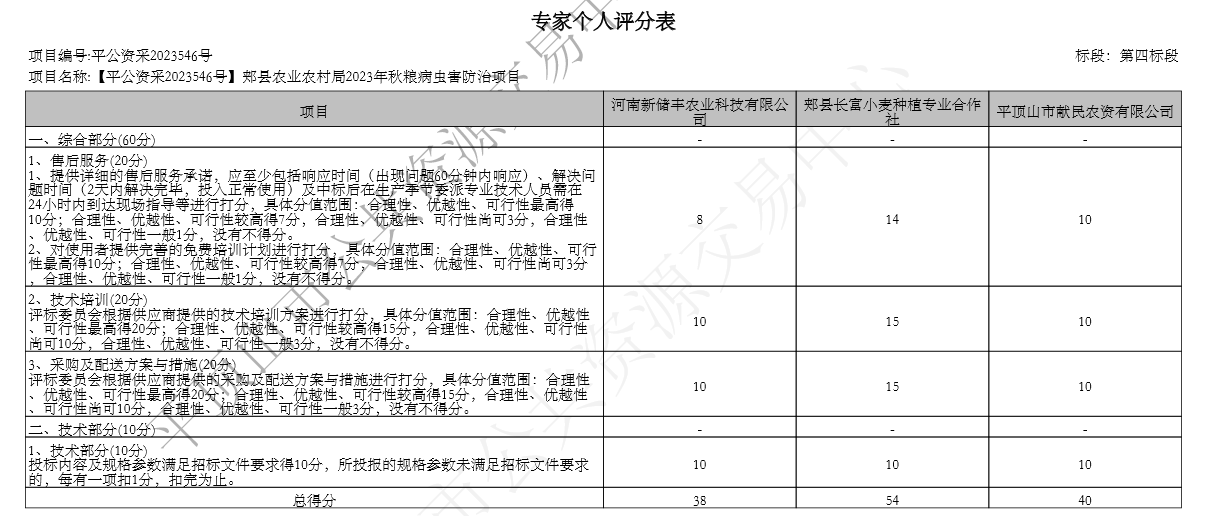 专家个人评分表
项目编号:平公资采2023546号
标段：第四标段
项目名称:【平公资采2023546号】郏县农业农村局2023年秋粮病虫害防治项目
项目
河南新储丰农业科技有限公
司
郏县长富小麦种植专业合作
社
平顶山市献民农资有限公司
一、综合部分(60分)
-
-
-
1、售后服务(20分)
1、提供详细的售后服务承诺，应至少包括响应时间（出现问题60分钟内响应）、解决问
题时间（2天内解决完毕，投入正常使用）及中标后在生产季节委派专业技术人员需在
24小时内到达现场指导等进行打分，具体分值范围：合理性、优越性、可行性最高得
10分；合理性、优越性、可行性较高得7分，合理性、优越性、可行性尚可3分，合理性
、优越性、可行性一般1分，没有不得分。
2、对使用者提供完善的免费培训计划进行打分，具体分值范围：合理性、优越性、可行
性最高得10分；合理性、优越性、可行性较高得7分，合理性、优越性、可行性尚可3分
，合理性、优越性、可行性一般1分，没有不得分。
8
14
10
2、技术培训(20分)
评标委员会根据供应商提供的技术培训方案进行打分，具体分值范围：合理性、优越性
、可行性最高得20分；合理性、优越性、可行性较高得15分，合理性、优越性、可行性
尚可10分，合理性、优越性、可行性一般3分，没有不得分。
10
15
10
3、采购及配送方案与措施(20分)
评标委员会根据供应商提供的采购及配送方案与措施进行打分，具体分值范围：合理性
、优越性、可行性最高得20分；合理性、优越性、可行性较高得15分，合理性、优越性
、可行性尚可10分，合理性、优越性、可行性一般3分，没有不得分。
10
15
10
二、技术部分(10分)
-
-
-
1、技术部分(10分)
投标内容及规格参数满足招标文件要求得10分，所投报的规格参数未满足招标文件要求
的，每有一项扣1分，扣完为止。
10
10
10
总得分
38
54
40
平顶山市公共资源交易中
市公共资源交易中心